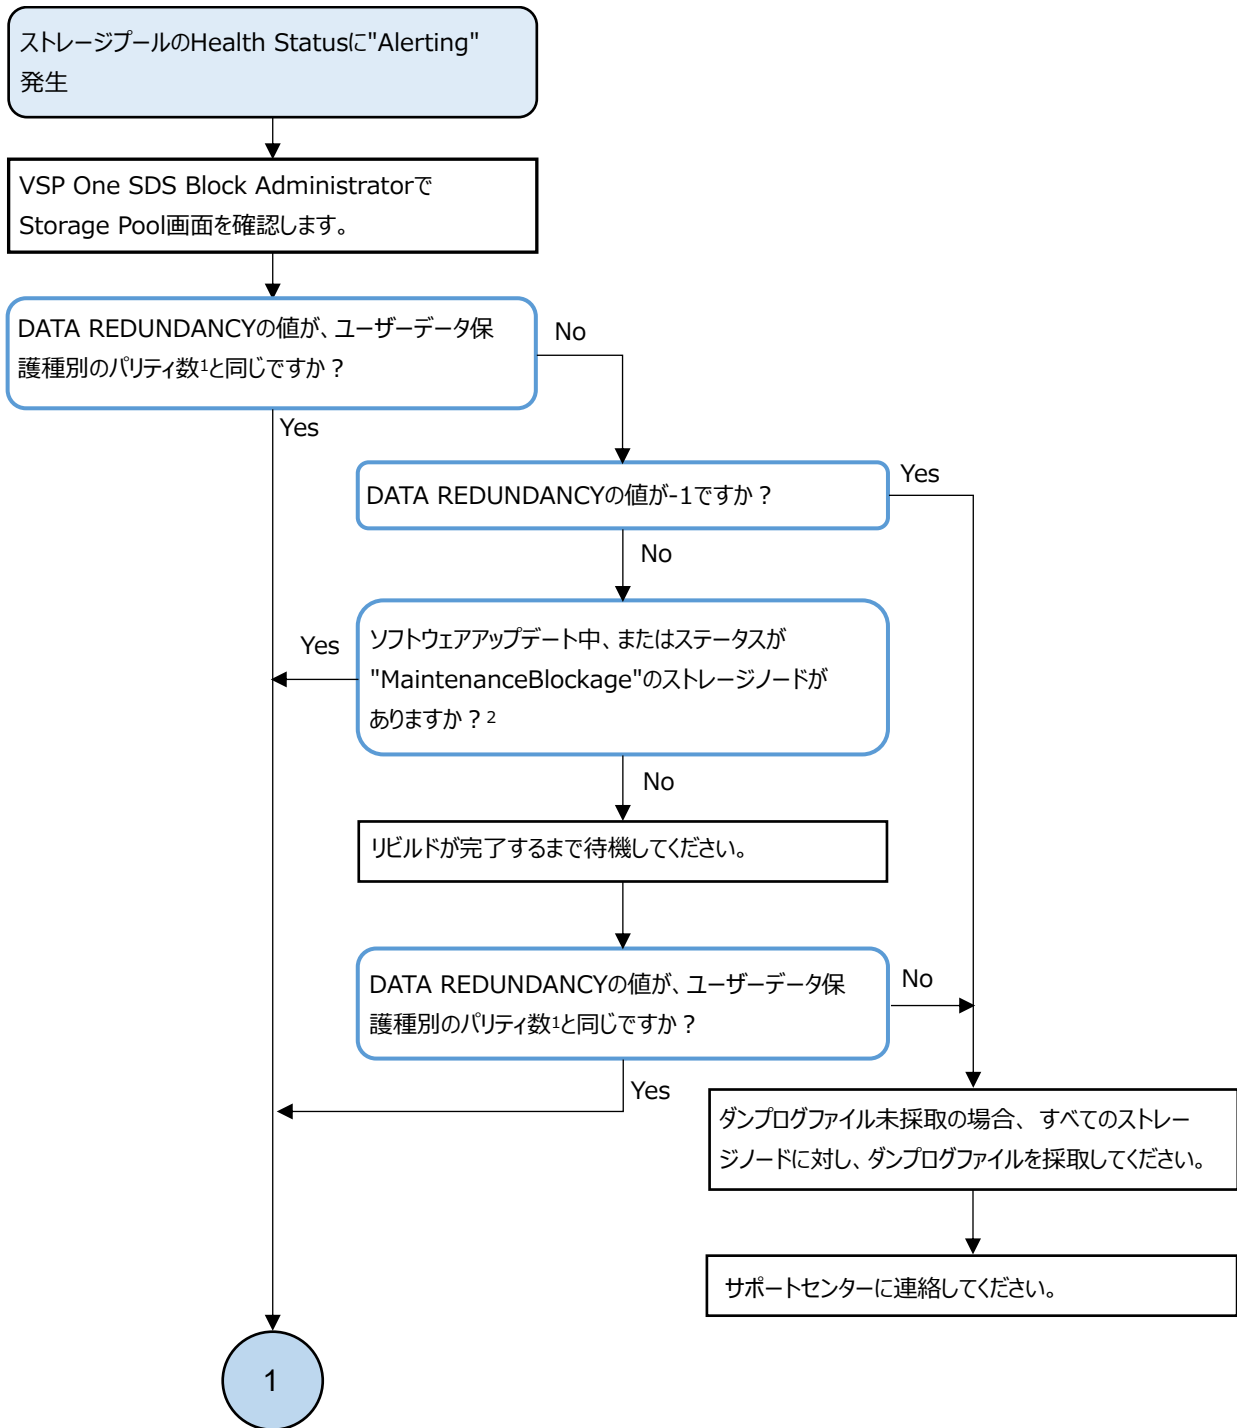 ストレージプールのHealth Statusに"Alerting"
発生
VSP One SDS Block Administratorで
Storage Pool画面を確認します。
DATA REDUNDANCYの値が、ユーザーデータ保
護種別のパリティ数1と同じですか？
No
Yes
DATA REDUNDANCYの値が-1ですか？
Yes
No
ソフトウェアアップデート中、またはステータスが
"MaintenanceBlockage"のストレージノードが
ありますか？2
Yes
No
リビルドが完了するまで待機してください。
DATA REDUNDANCYの値が、ユーザーデータ保
護種別のパリティ数1と同じですか？
No
Yes
ダンプログファイル未採取の場合、すべてのストレー
ジノードに対し、ダンプログファイルを採取してください。
サポートセンターに連絡してください。
1